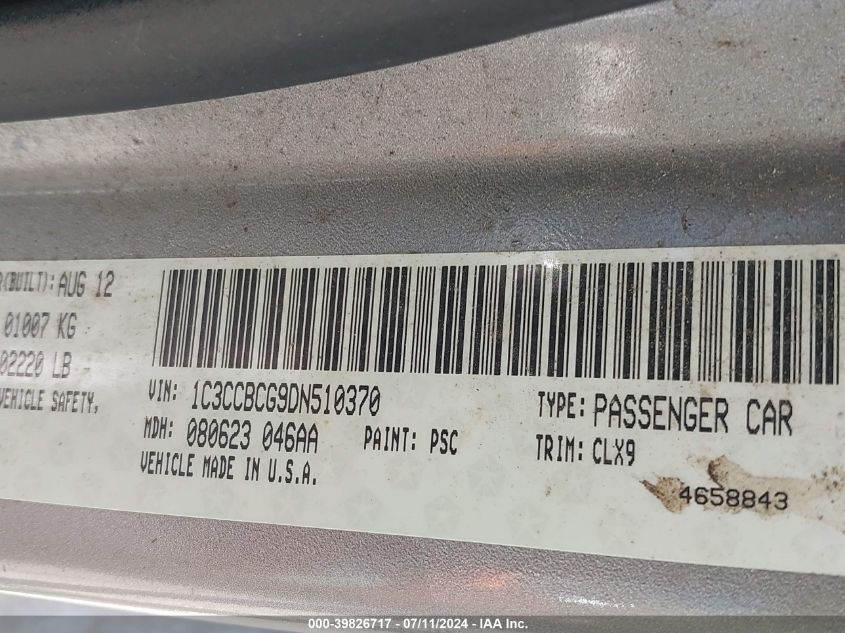 R(BUILT): AUG 12
01007 KG
02220 LB
VEHICLE SAFETY,
VIN: 1C3CCBCG9DN510370
TYPE: PASSENGER CAR
MDH: 080623 046AA
PAINT: PSC
TRIM: CLX9
VEHICLE MADE IN U.S.A.
4658843
000-39826717 - 07/11/2024 - IAA Inc.